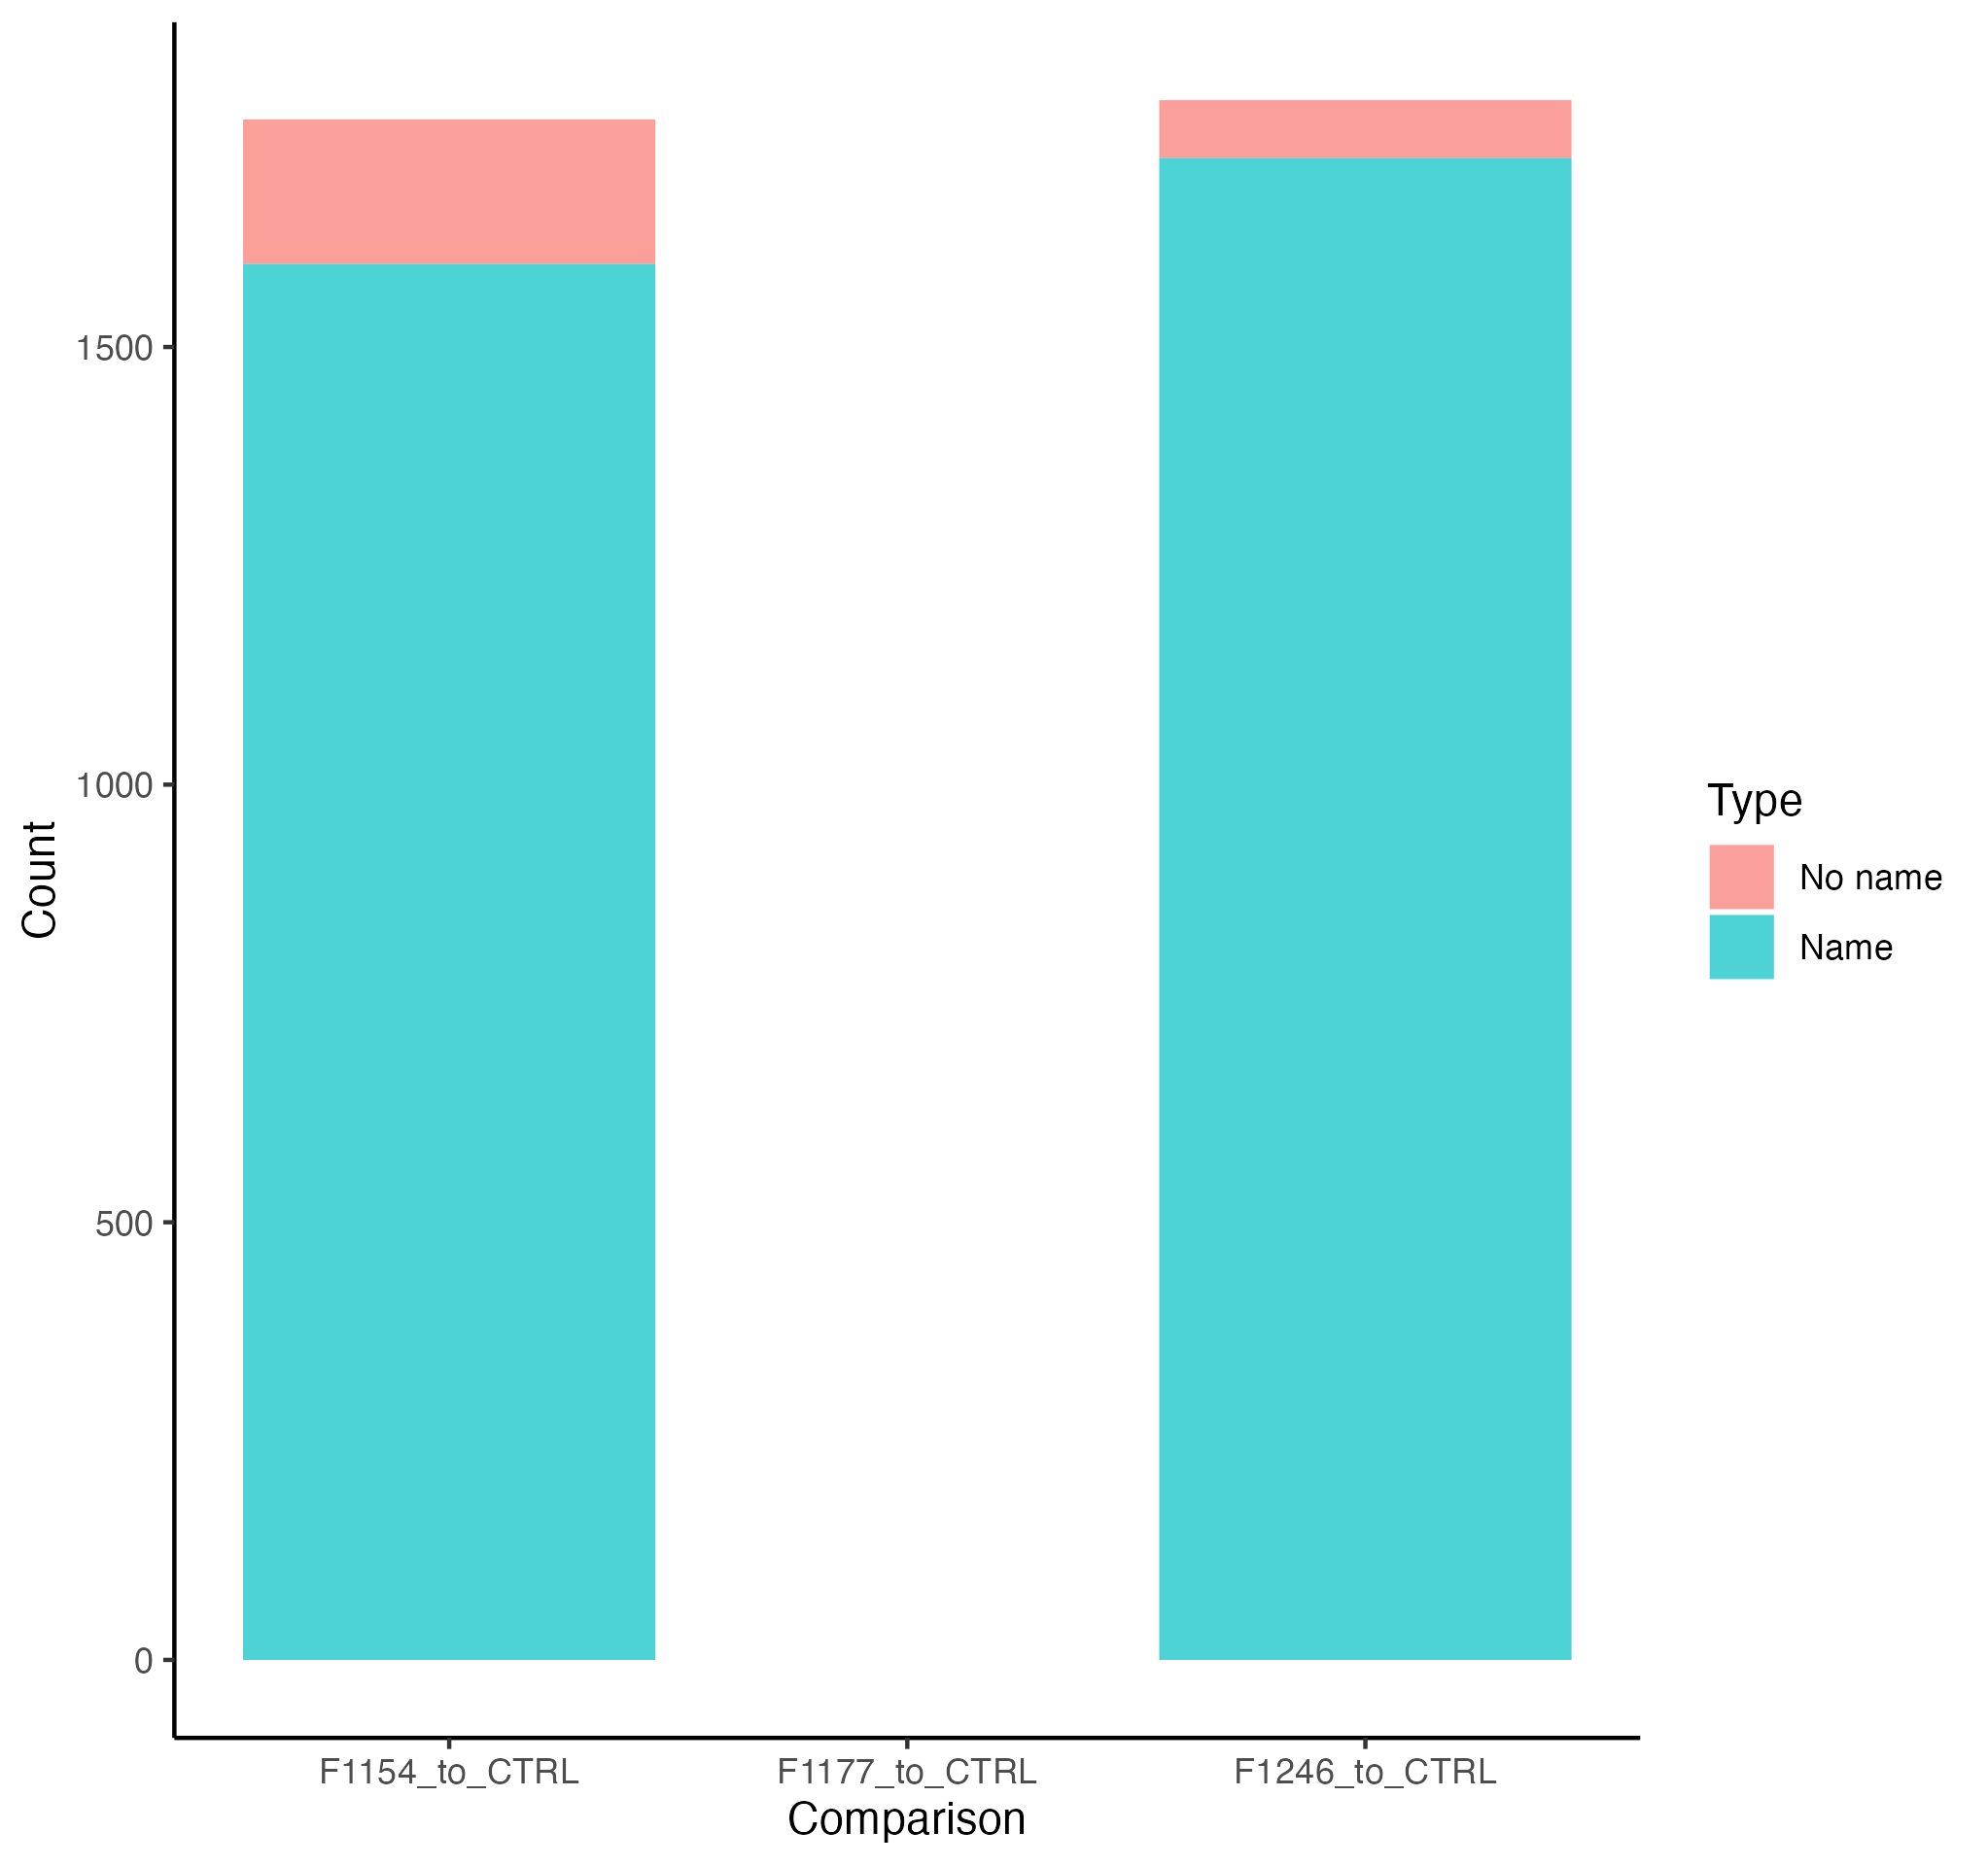 Count
1500
1000
500
0
F1154_to_CTRL
F1177_to_CTRL
F1246_to_CTRL
Comparison
Type
No name
Name